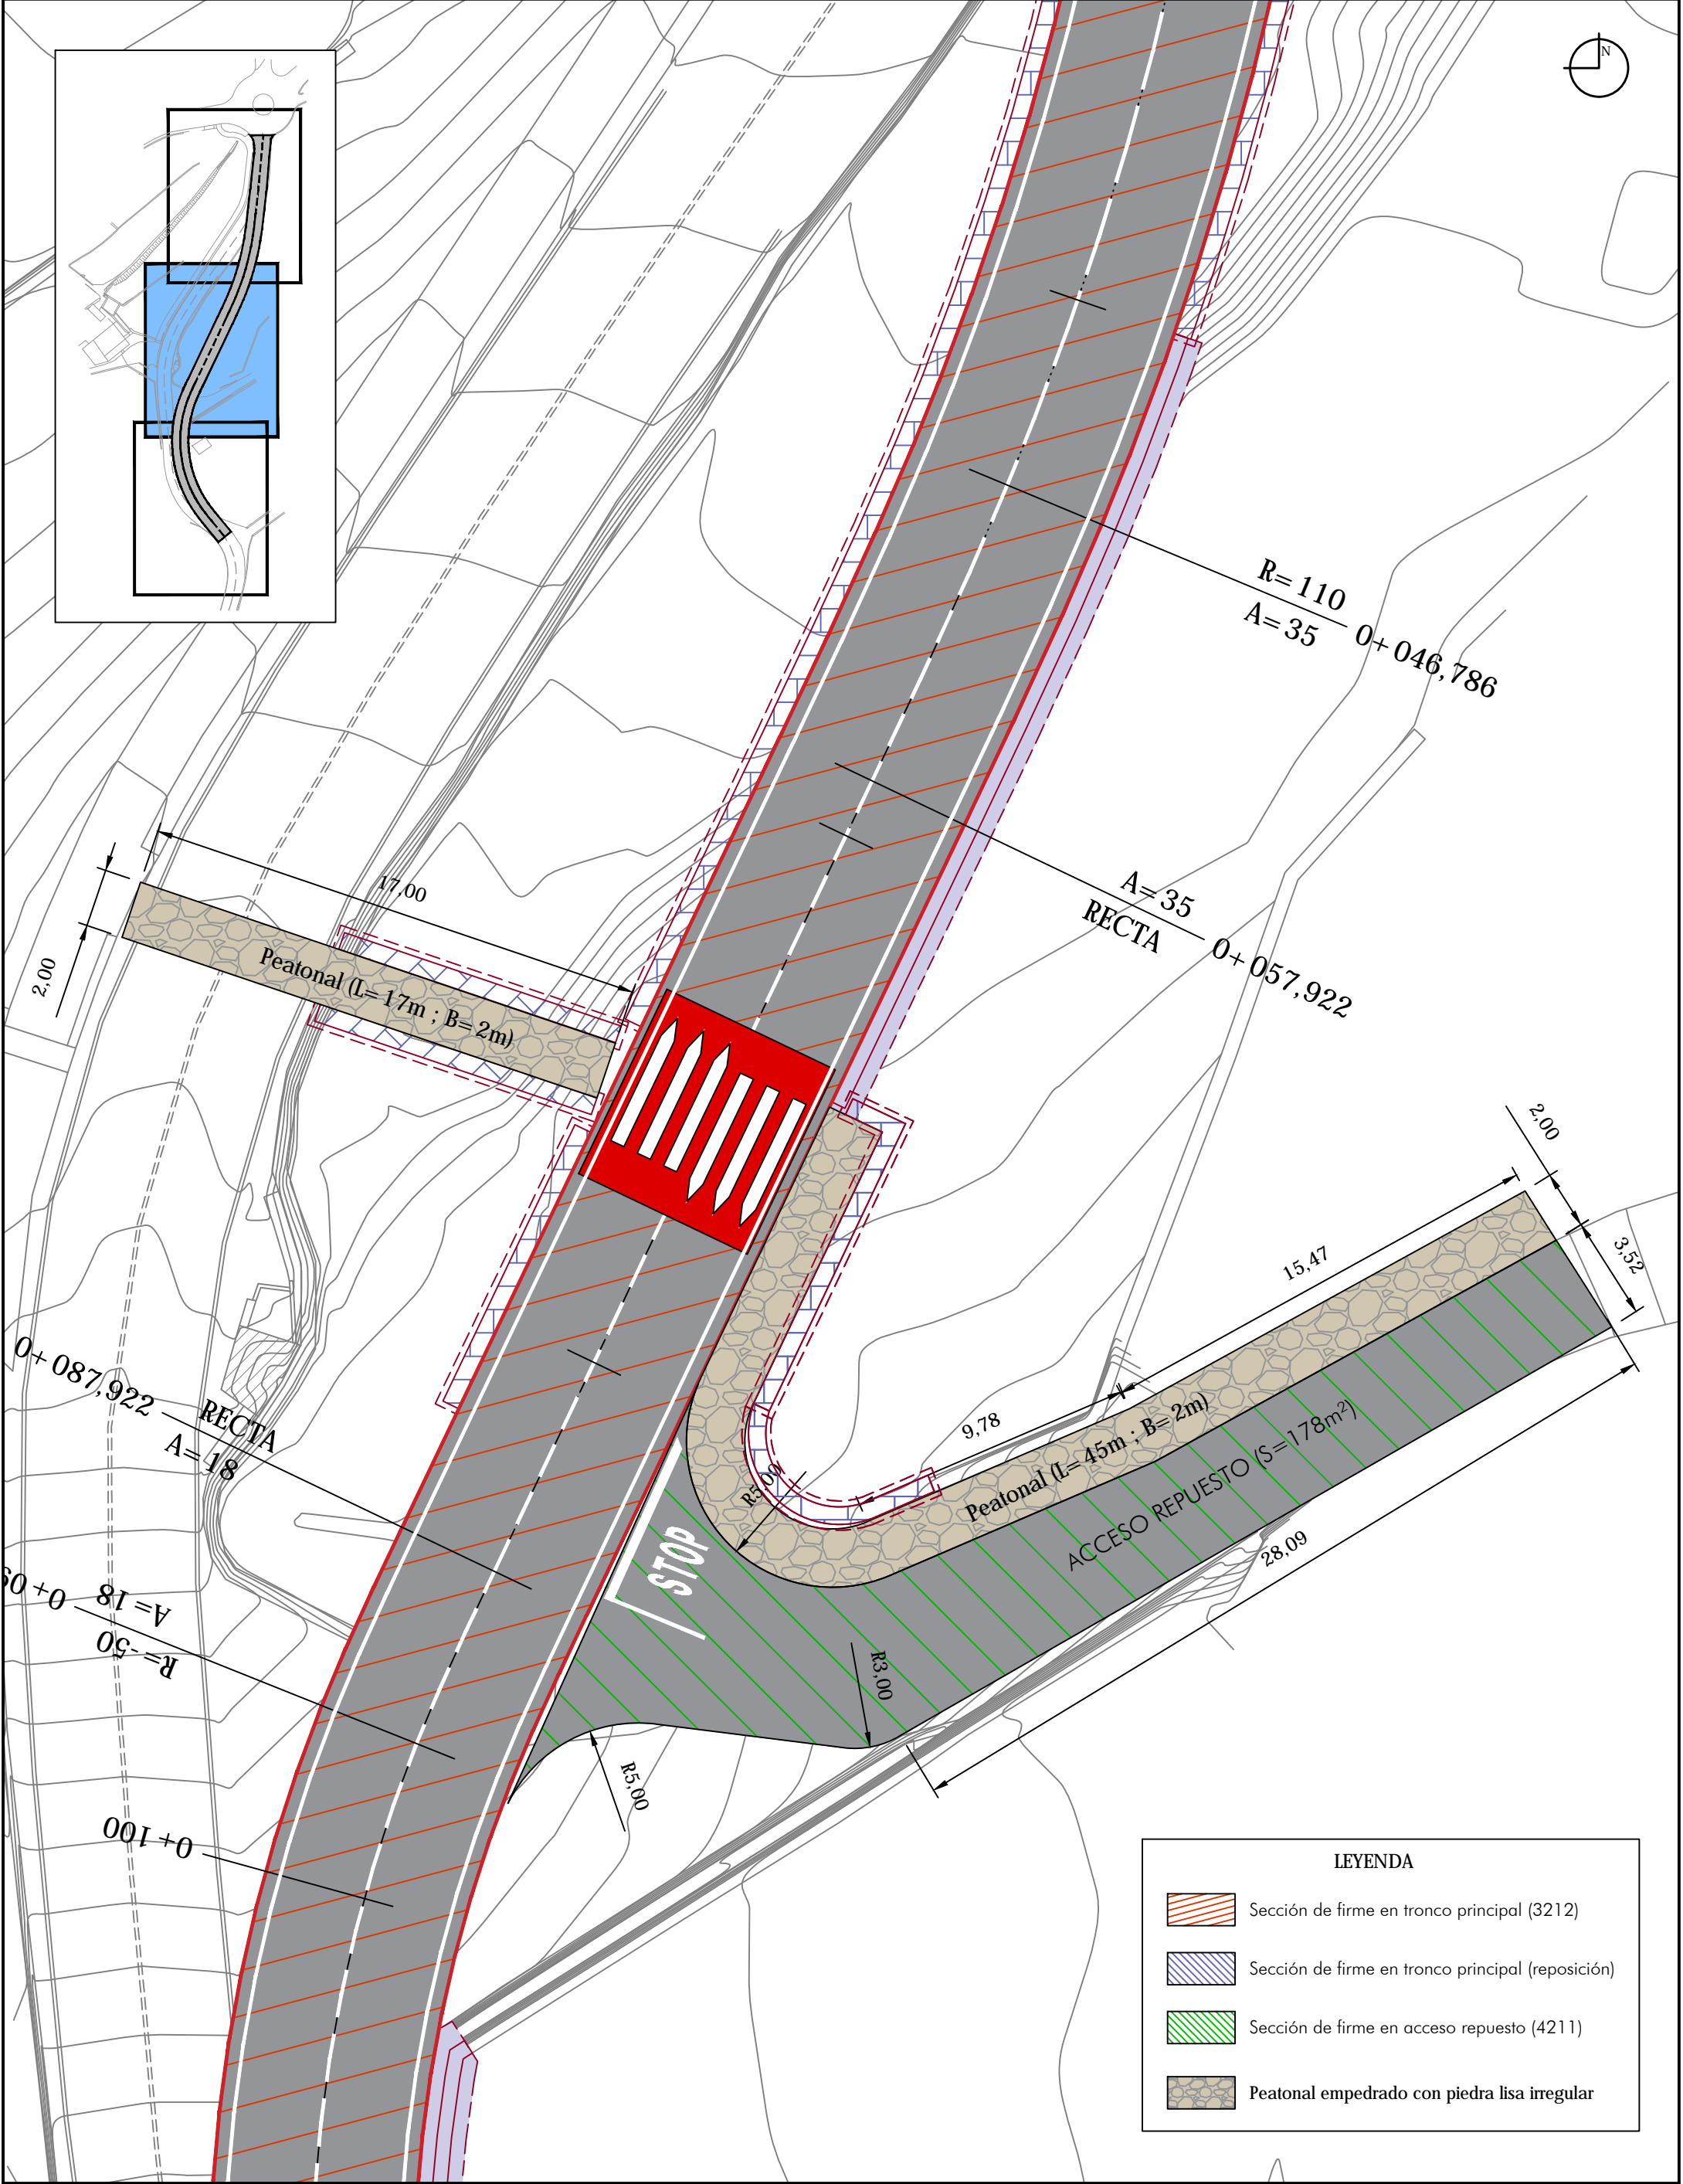 N
R= 110
A= 35
0+ 046,786
A= 35
RECTA
0+ 057,922
17,00
2,00
Peatonal (L= 17m ; B= 2m)
2,00
3,52
15,47
9,78
Peatonal (L= 45m ; B= 2m)
ACCESO REPUESTO (S=178m²)
28,09
R5,00
STOP
R3,00
R5,00
0+ 087,922
RECTA
A= 18
A= 18
R=-50
0+ 100
LEYENDA
Sección de firme en tronco principal (3212)
Sección de firme en tronco principal (reposición)
Sección de firme en acceso repuesto (4211)
Peatonal empedrado con piedra lisa irregular